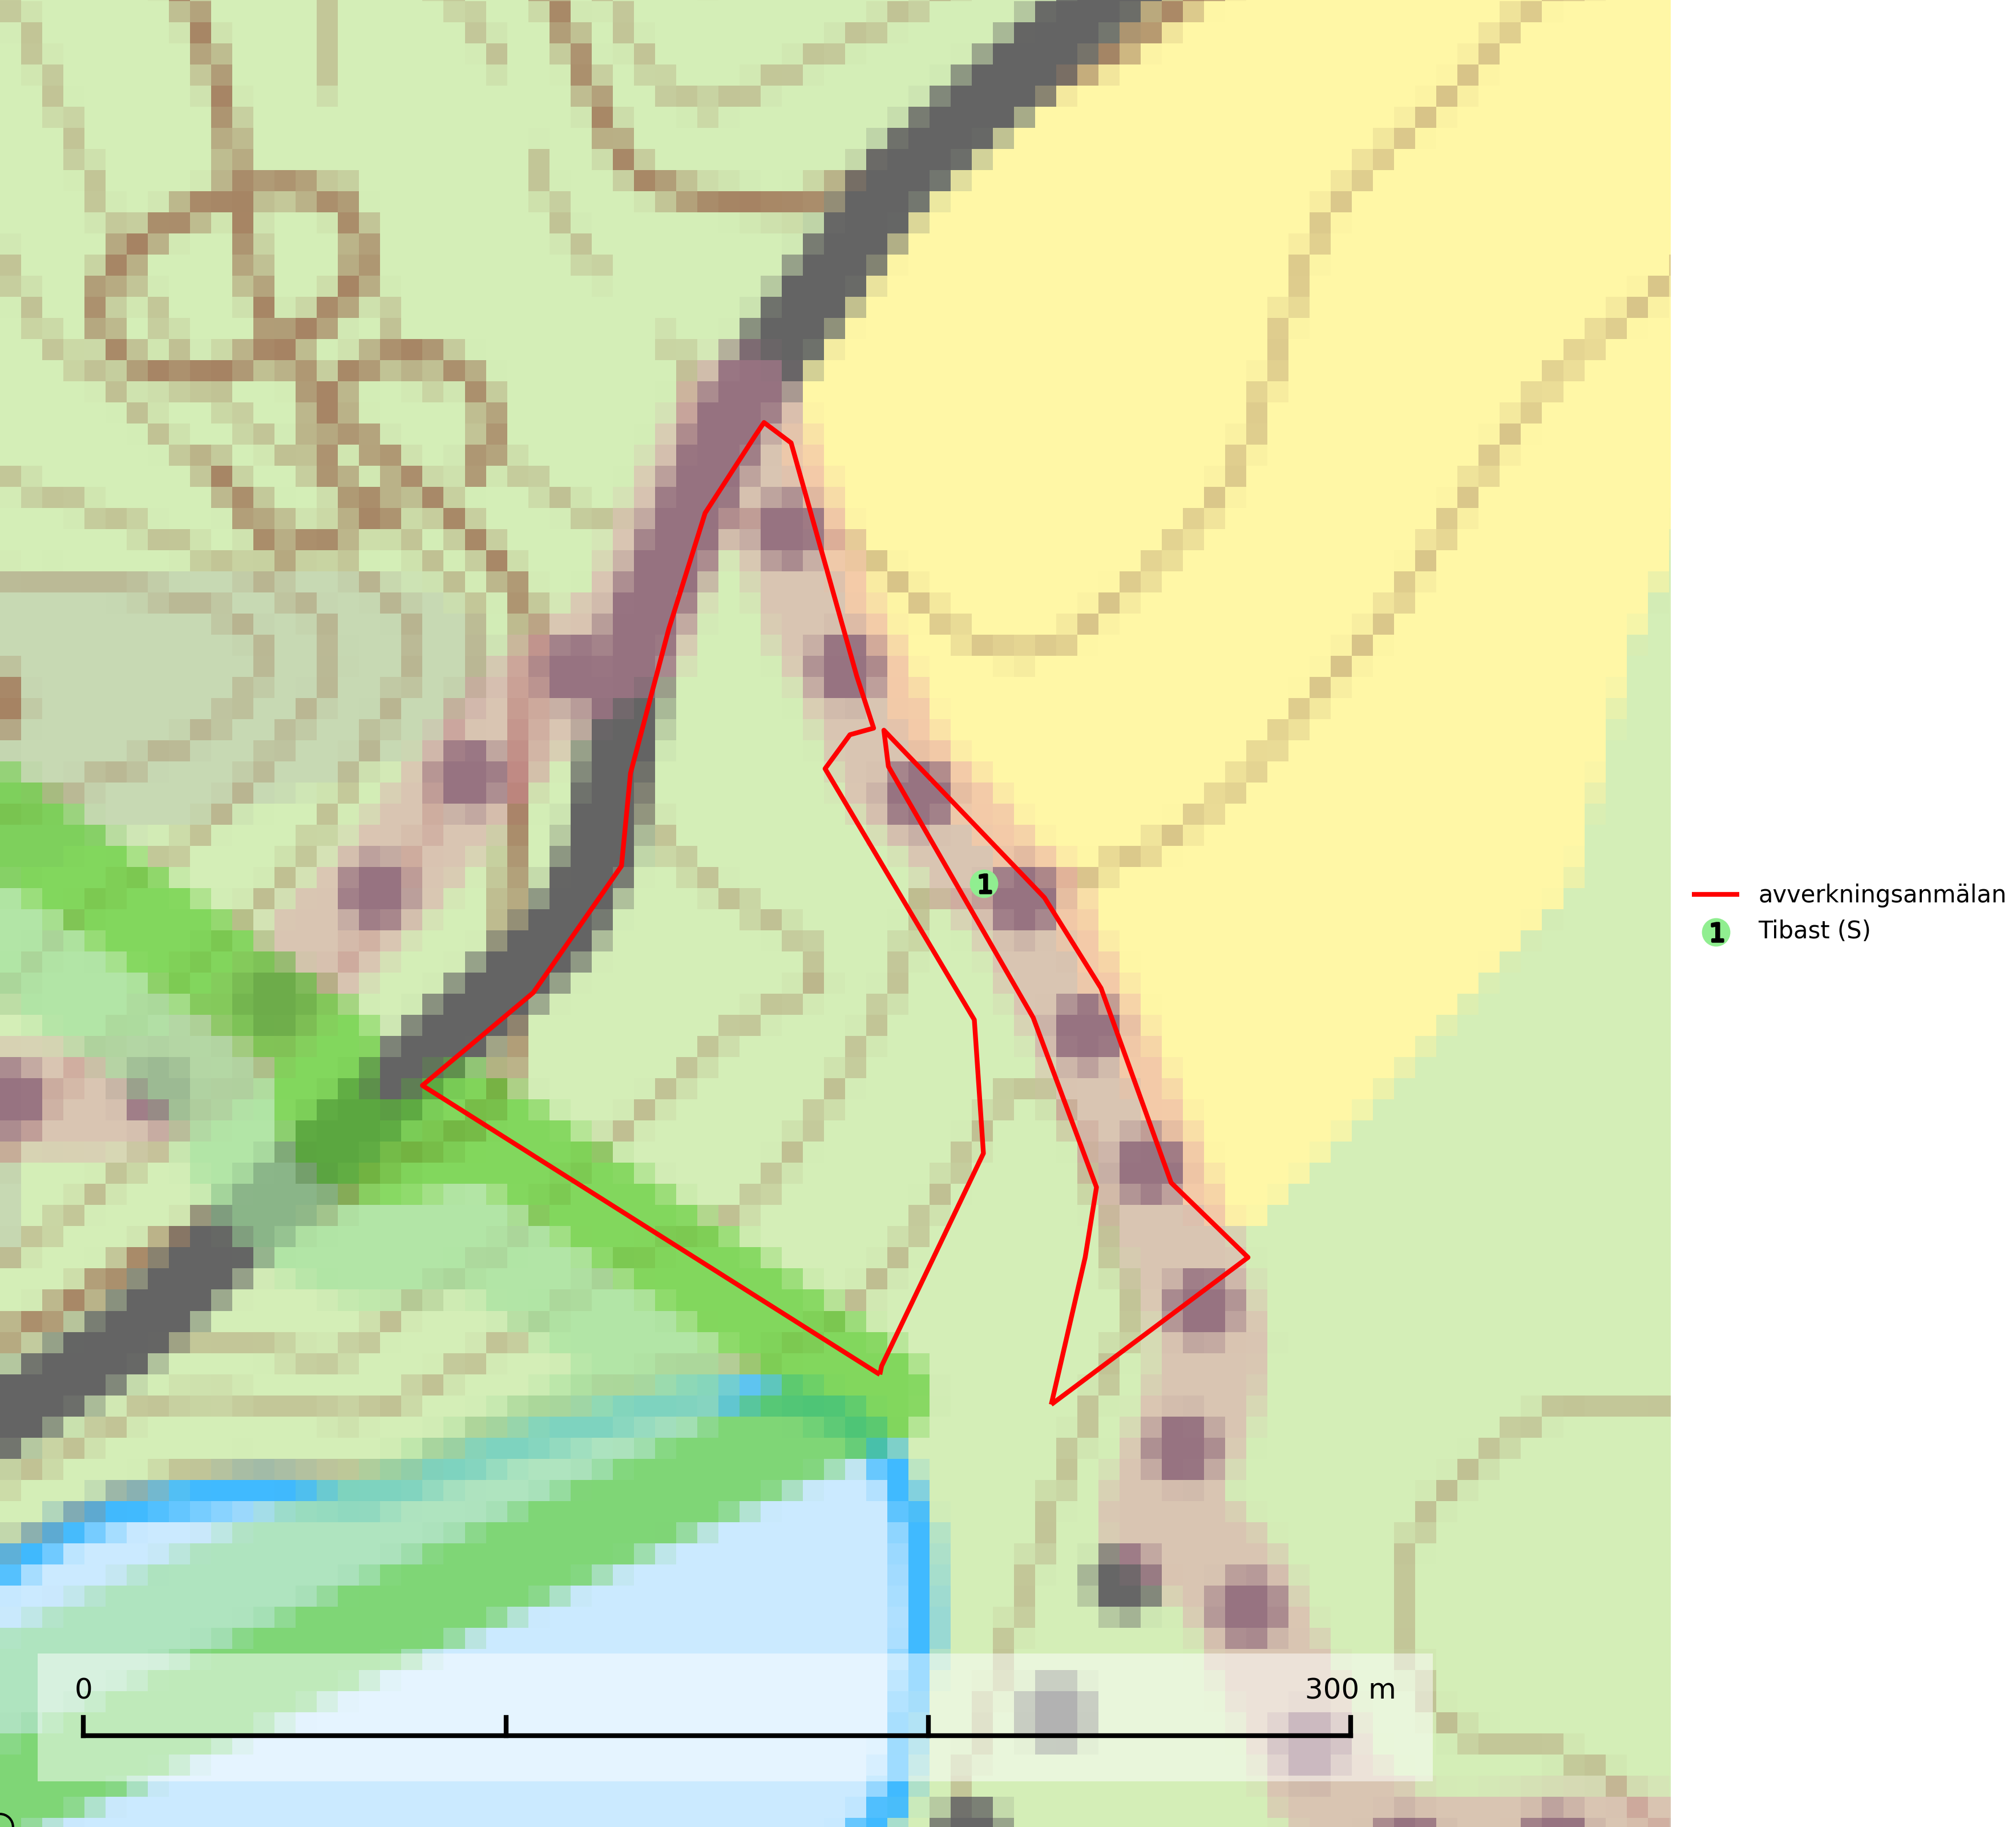 1
avverkningsanmälan
1 Tibast (S)
0 300 m